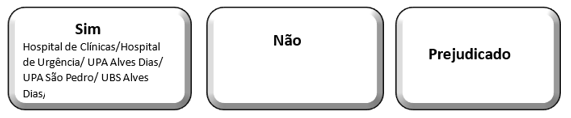 Sim
Hospital de Clínicas/Hospital
de Urgência/ UPA Alves Dias/
UPA São Pedro/ UBS Alves
Dias,
Não
Prejudicado